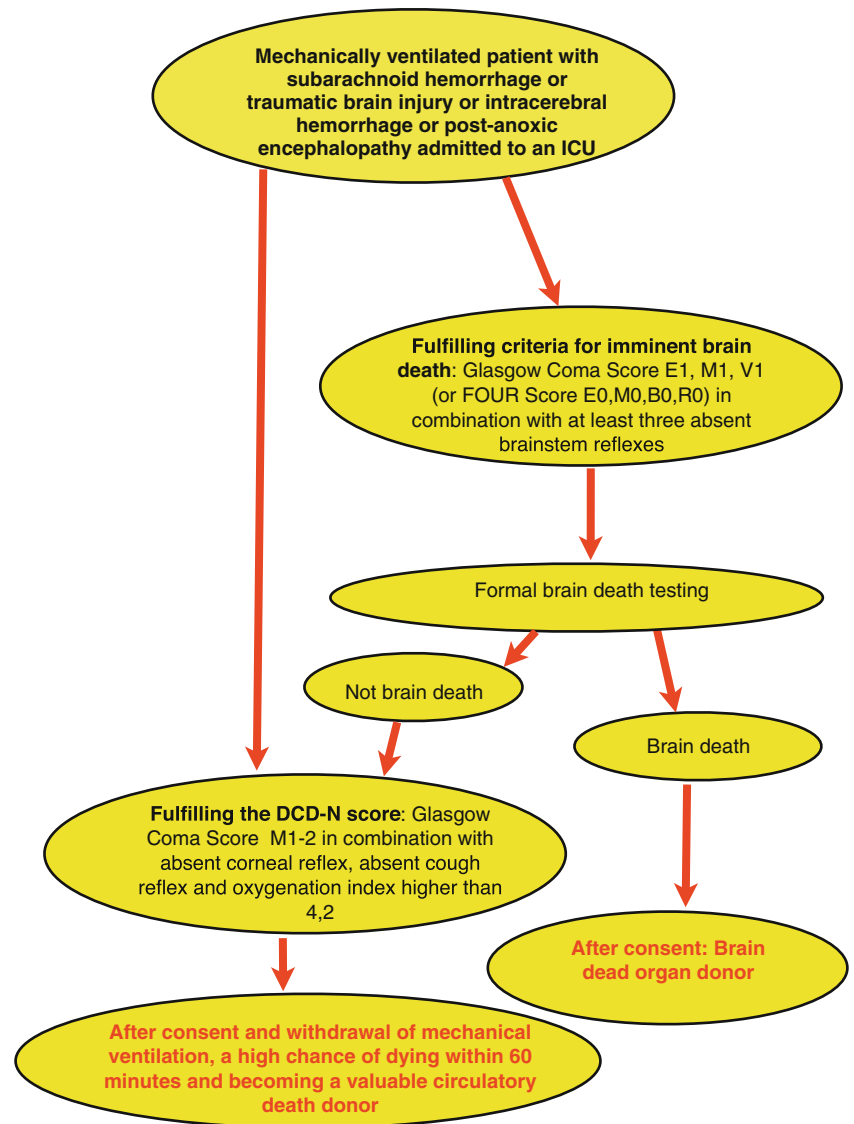 Mechanically ventilated patient with
subarachnoid hemorrhage or
traumatic brain injury or intracerebral
hemorrhage or post-anoxic
encephalopathy admitted to an ICU
Fulfilling criteria for imminent brain
death: Glasgow Coma Score E1, M1, V1
(or FOUR Score E0,M0,B0,R0) in
combination with at least three absent
brainstem reflexes
Formal brain death testing
Not brain death
Brain death
Fulfilling the DCD-N score: Glasgow
Coma Score M1-2 in combination with
absent corneal reflex, absent cough
reflex and oxygenation index higher than
4,2
After consent: Brain
dead organ donor
After consent and withdrawal of mechanical
ventilation, a high chance of dying within 60
minutes and becoming a valuable circulatory
death donor